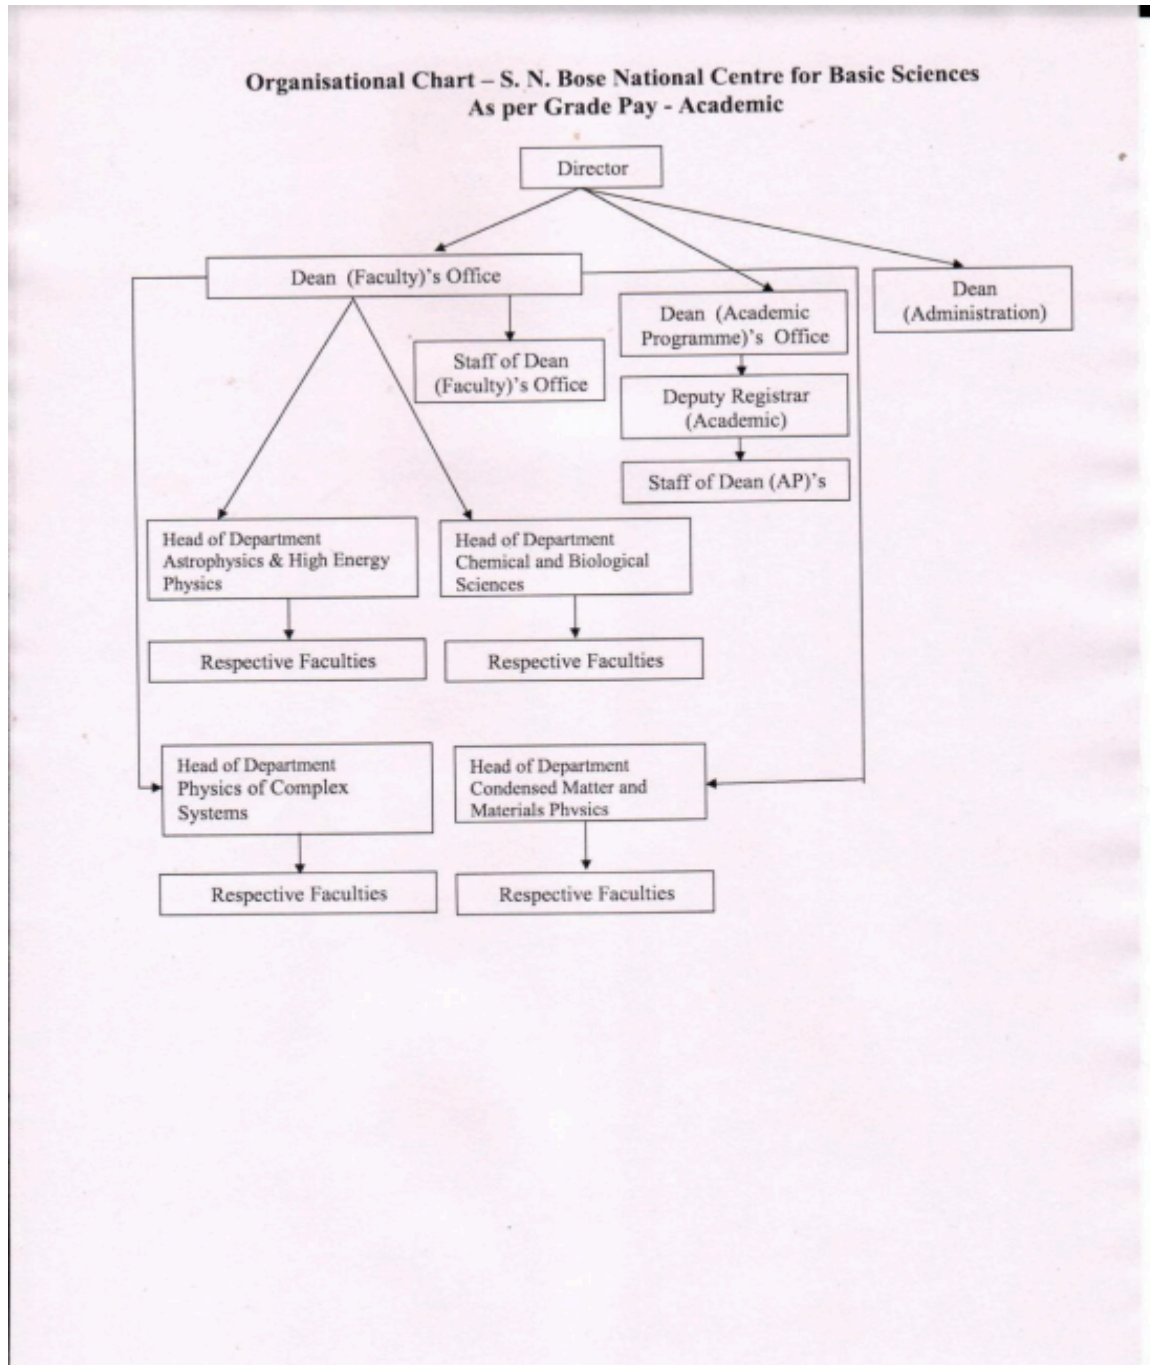 Organisational Chart – S. N. Bose National Centre for Basic Sciences
As per Grade Pay - Academic
Director
Dean (Faculty)'s Office
Dean
(Administration)
Dean (Academic
Programme)'s Office
Staff of Dean
(Faculty)'s Office
Deputy Registrar
(Academic)
Staff of Dean (AP)'s
Head of Department
Astrophysics & High Energy
Physics
Head of Department
Chemical and Biological
Sciences
Respective Faculties
Respective Faculties
Head of Department
Physics of Complex
Systems
Head of Department
Condensed Matter and
Materials Physics
Respective Faculties
Respective Faculties